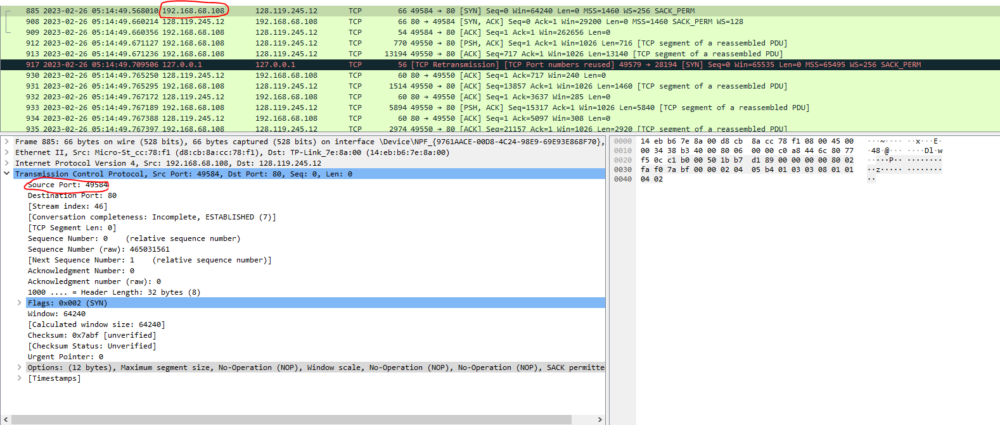 885 2023-02-26 05:14:49.568010 192.168.68.108 128.119.245.12 TCP 66 49584 → 80 [SYN] Seq=0 Win=64240 Len=0 MSS=1460 WS=256 SACK_PERM
908 2023-02-26 05:14:49.660214 128.119.245.12 192.168.68.108 TCP 66 80 → 49584 [SYN, ACK] Seq=0 Ack=1 Win=29200 Len=0 MSS=1460 SACK_PERM WS=128
909 2023-02-26 05:14:49.660356 192.168.68.108 128.119.245.12 TCP 54 49584 → 80 [ACK] Seq=1 Ack=1 Win=262656 Len=0
912 2023-02-26 05:14:49.671127 192.168.68.108 128.119.245.12 TCP 770 49550 → 80 [PSH, ACK] Seq=1 Ack=1 Win=1026 Len=716 [TCP segment of a reassembled PDU]
913 2023-02-26 05:14:49.671236 192.168.68.108 128.119.245.12 TCP 13194 49550 → 80 [ACK] Seq=717 Ack=1 Win=1026 Len=13140 [TCP segment of a reassembled PDU]
917 2023-02-26 05:14:49.709506 127.0.0.1 127.0.0.1 TCP 56 [TCP Retransmission] [TCP Port numbers reused] 49579 → 28194 [SYN] Seq=0 Win=65535 Len=0 MSS=65495 WS=256 SACK_PERM
930 2023-02-26 05:14:49.765250 128.119.245.12 192.168.68.108 TCP 60 80 → 49550 [ACK] Seq=1 Ack=717 Win=240 Len=0
931 2023-02-26 05:14:49.765295 192.168.68.108 128.119.245.12 TCP 1514 49550 → 80 [ACK] Seq=13857 Ack=1 Win=1026 Len=1460 [TCP segment of a reassembled PDU]
932 2023-02-26 05:14:49.767172 128.119.245.12 192.168.68.108 TCP 60 80 → 49550 [ACK] Seq=1 Ack=3637 Win=285 Len=0
933 2023-02-26 05:14:49.767189 192.168.68.108 128.119.245.12 TCP 5894 49550 → 80 [PSH, ACK] Seq=15317 Ack=1 Win=1026 Len=5840 [TCP segment of a reassembled PDU]
934 2023-02-26 05:14:49.767388 128.119.245.12 192.168.68.108 TCP 60 80 → 49550 [ACK] Seq=1 Ack=5097 Win=308 Len=0
935 2023-02-26 05:14:49.767397 192.168.68.108 128.119.245.12 TCP 2974 49550 → 80 [ACK] Seq=21157 Ack=1 Win=1026 Len=2920 [TCP segment of a reassembled PDU]
Frame 885: 66 bytes on wire (528 bits), 66 bytes captured (528 bits) on interface \Device\NPF_{9761AACE-00D8-4C24-98E9-69E93E868F70},
Ethernet II, Src: Micro-St_cc:78:f1 (d8:cb:8a:cc:78:f1), Dst: TP-Link_7e:8a:00 (14:eb:b6:7e:8a:00)
Internet Protocol Version 4, Src: 192.168.68.108, Dst: 128.119.245.12
Transmission Control Protocol, Src Port: 49584, Dst Port: 80, Seq: 0, Len: 0
Source Port: 49584
Destination Port: 80
[Stream index: 46]
[Conversation completeness: Incomplete, ESTABLISHED (7)]
[TCP Segment Len: 0]
Sequence Number: 0 (relative sequence number)
Sequence Number (raw): 465031561
[Next Sequence Number: 1 (relative sequence number)]
Acknowledgment Number: 0
Acknowledgment number (raw): 0
1000 .... = Header Length: 32 bytes (8)
Flags: 0x002 (SYN)
Window: 64240
[Calculated window size: 64240]
Checksum: 0x7abf [unverified]
[Checksum Status: Unverified]
Urgent Pointer: 0
Options: (12 bytes), Maximum segment size, No-Operation (NOP), Window scale, No-Operation (NOP), No-Operation (NOP), SACK permitte
[Timestamps]
0000 14 eb b6 7e 8a 00 d8 cb 8a cc 78 f1 08 00 45 00 ···~···· ··x···E·
0010 00 34 38 b3 40 00 80 06 00 00 c0 a8 44 6c 80 77 ·48·@··· ····Dl·w
0020 f5 0c c1 b0 00 50 1b b7 d1 89 00 00 00 00 80 02 ·····P·· ········
0030 fa f0 7a bf 00 00 02 04 05 b4 01 03 03 08 01 01 ··z····· ········
0040 04 02 ··